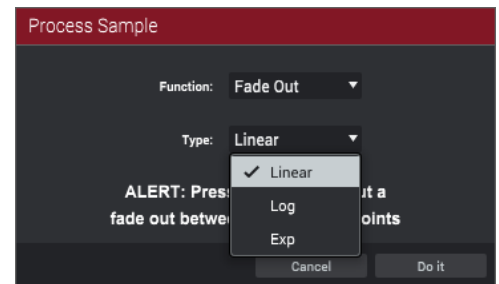 Process Sample
Function: Fade Out
Type: Linear
Linear
ALERT: Pres t a
Log
fade out betwe oints
Exp
Cancel Do it